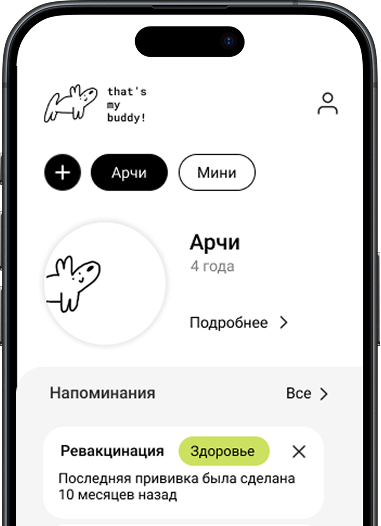 that's
my
buddy!
+ Арчи Мини
Арчи
4 года
Подробнее >
Напоминания Все >
Ревакцинация Здоровье ×
Последняя прививка была сделана
10 месяцев назад